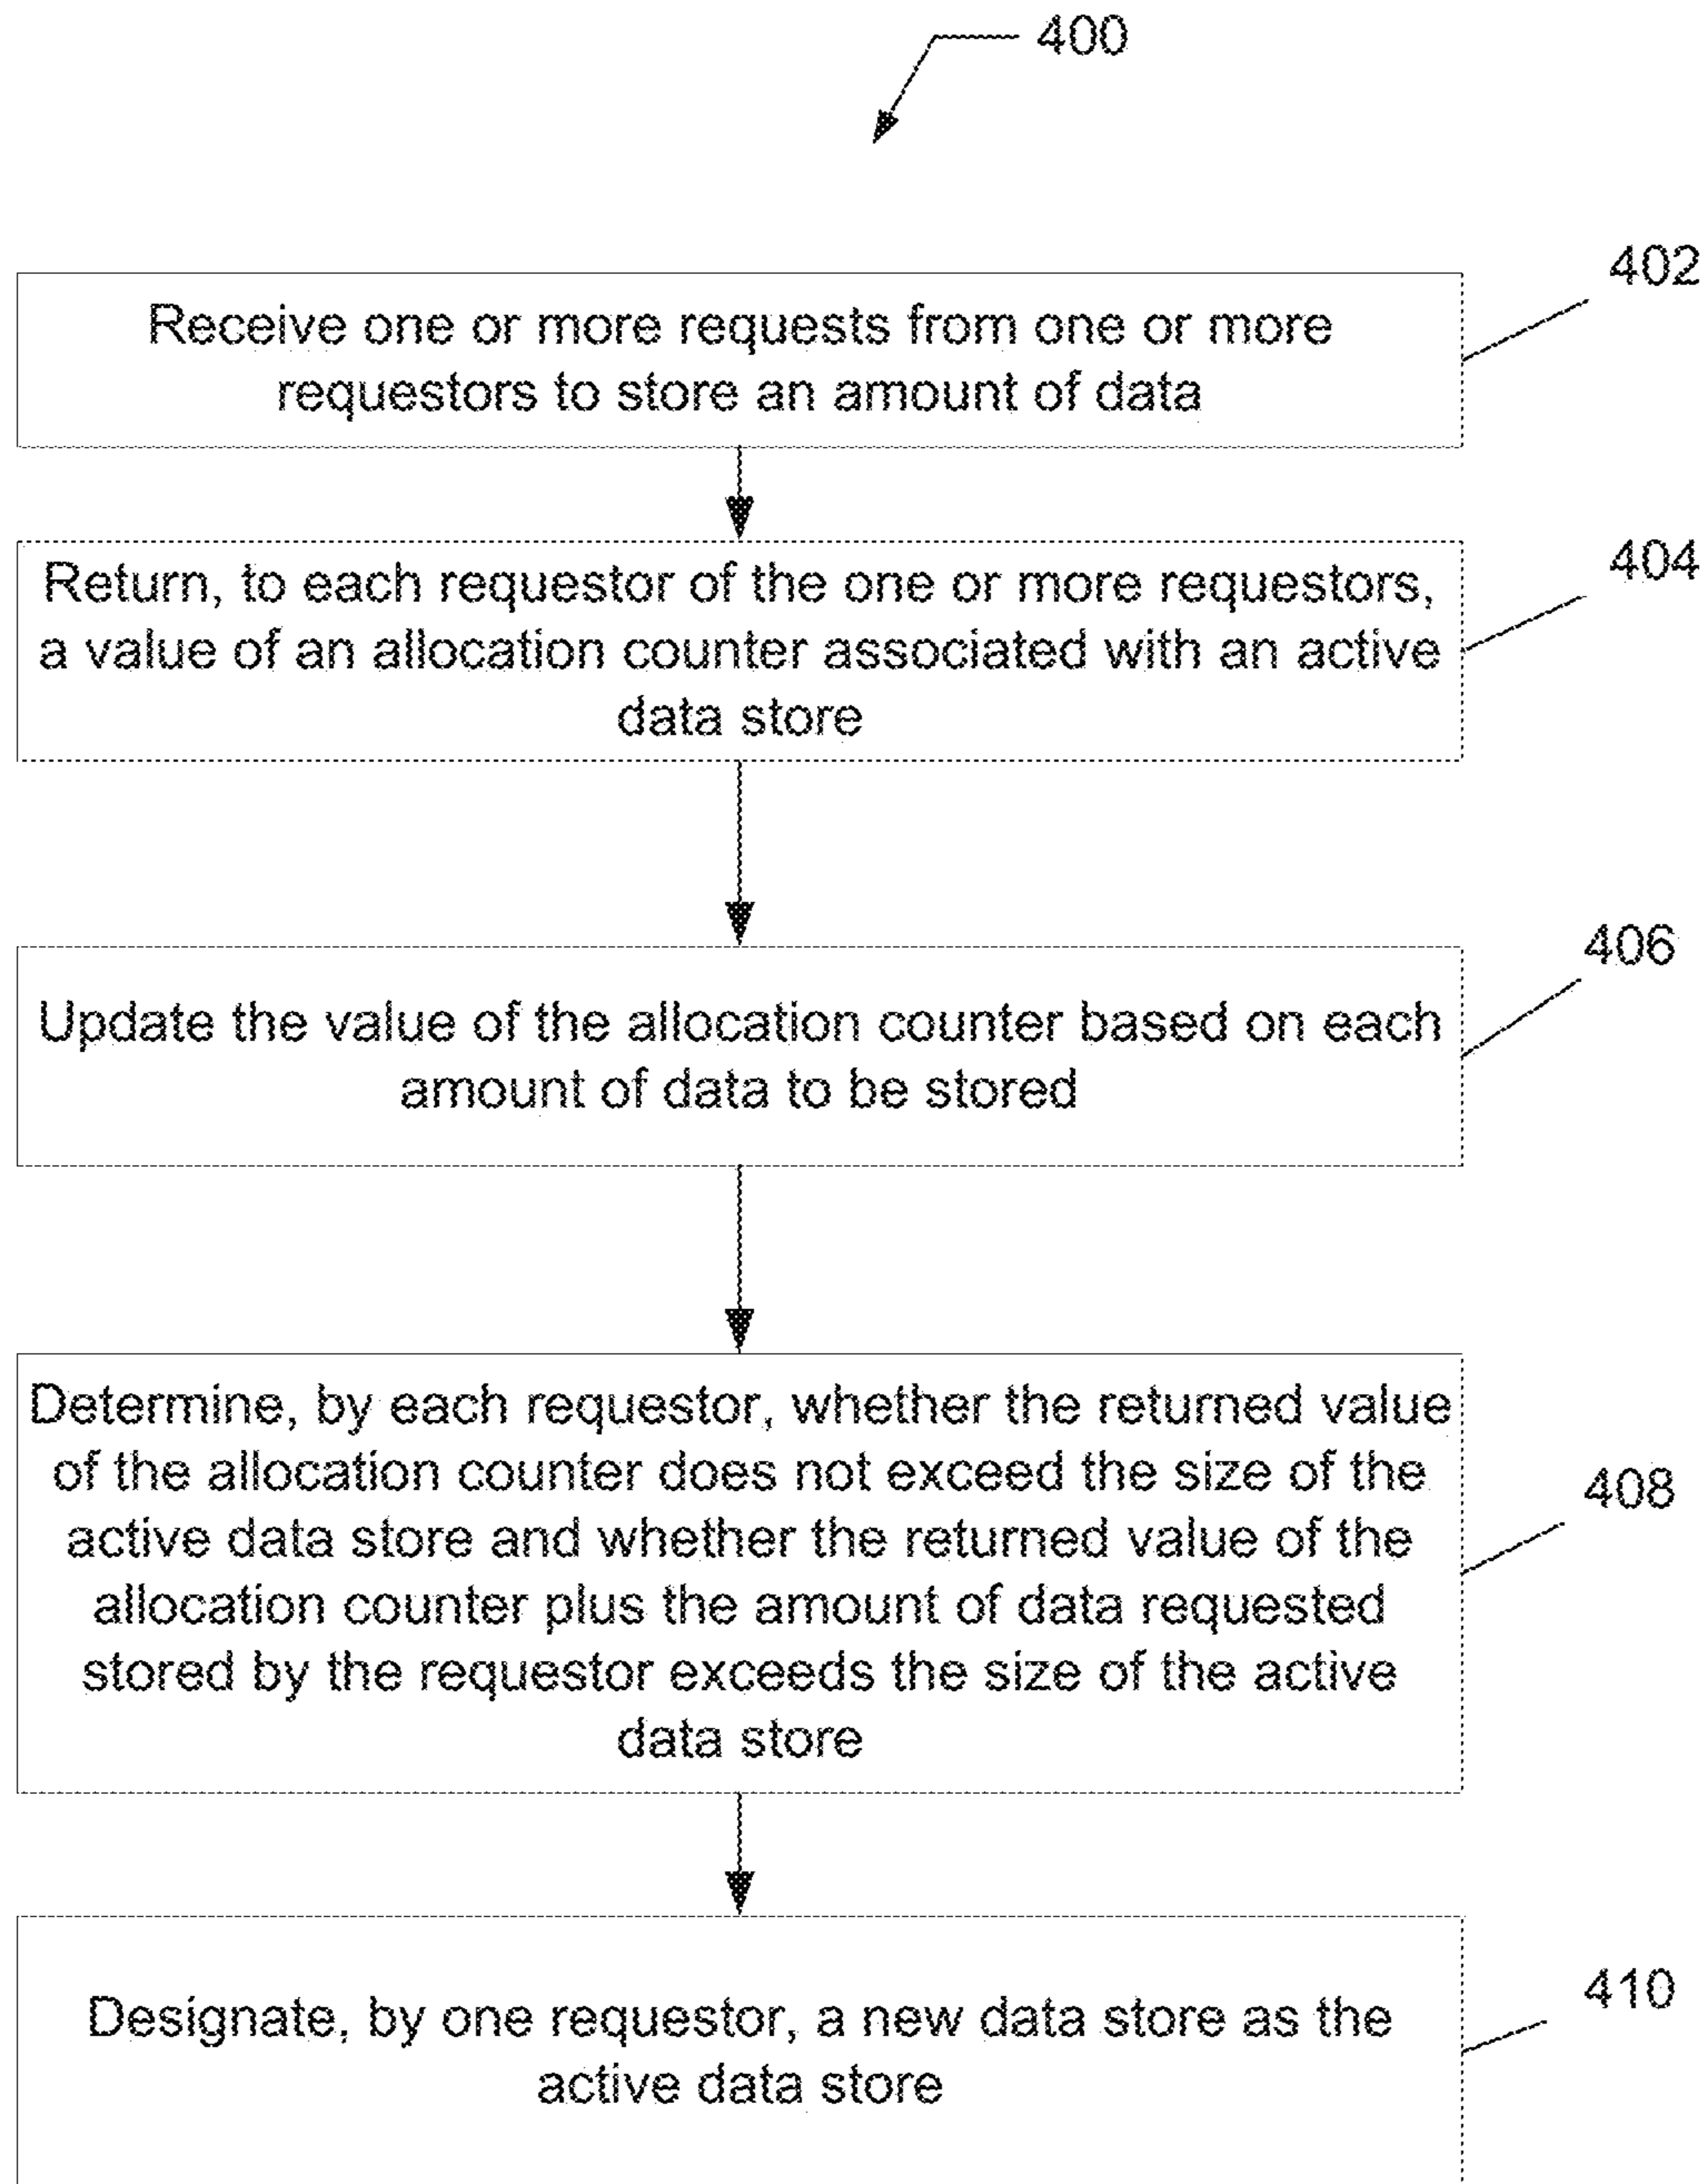 400
402
Receive one or more requests from one or more
requestors to store an amount of data
404
Return, to each requestor of the one or more requestors,
a value of an allocation counter associated with an active
data store
406
Update the value of the allocation counter based on each
amount of data to be stored
Determine, by each requestor, whether the returned value
of the allocation counter does not exceed the size of the
active data store and whether the returned value of the
allocation counter plus the amount of data requested
stored by the requestor exceeds the size of the active
data store
408
Designate, by one requestor, a new data store as the
active data store
410